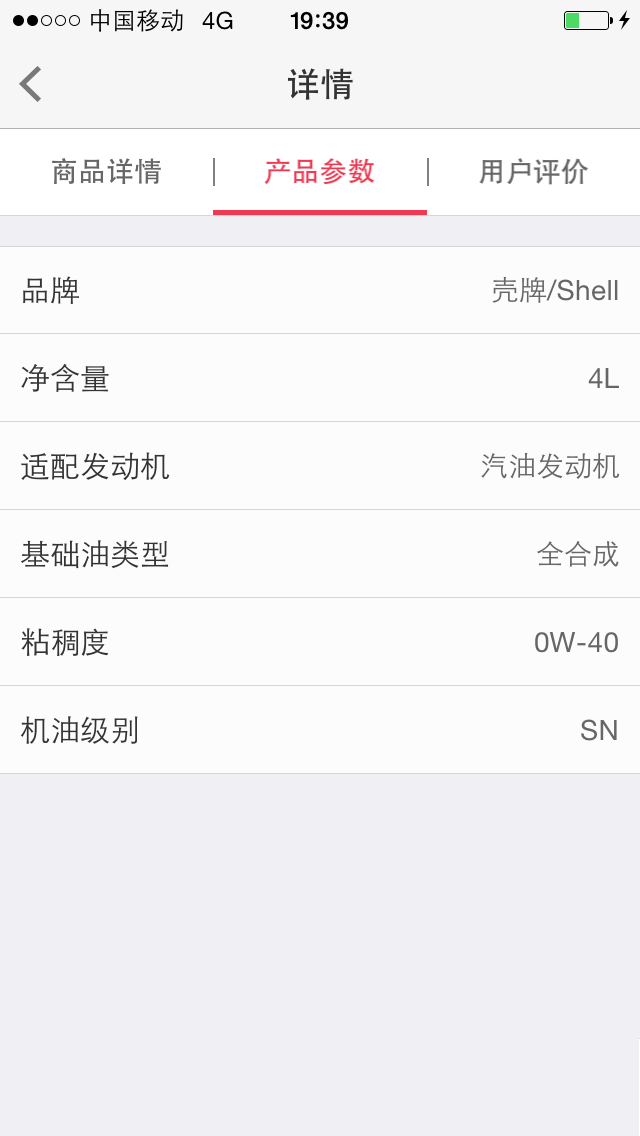 中国移动 4G 19:39
详情
商品详情 产品参数 用户评价
品牌 壳牌/Shell
净含量 4L
适配发动机 汽油发动机
基础油类型 全合成
粘稠度 0W-40
机油级别 SN